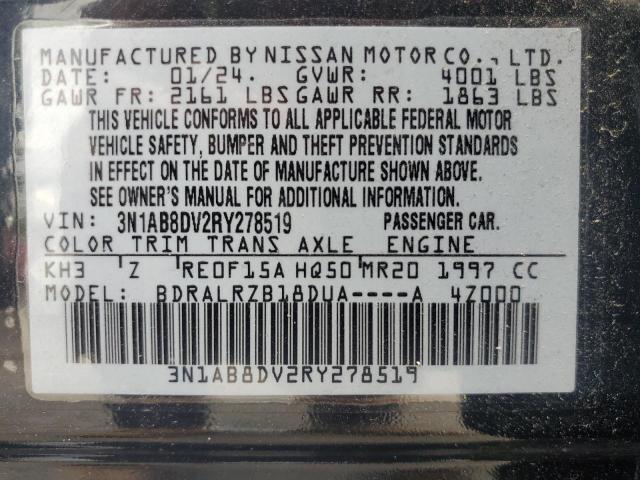 MANUFACTURED BY NISSAN MOTOR CO., LTD.
DATE: 01/24. GVWR: 4001 LBS
GAWR FR: 2161 LBS GAWR RR: 1863 LBS
THIS VEHICLE CONFORMS TO ALL APPLICABLE FEDERAL MOTOR
VEHICLE SAFETY, BUMPER AND THEFT PREVENTION STANDARDS
IN EFFECT ON THE DATE OF MANUFACTURE SHOWN ABOVE.
SEE OWNER'S MANUAL FOR ADDITIONAL INFORMATION.
VIN: 3N1AB8DV2RY278519 PASSENGER CAR.
COLOR TRIM TRANS AXLE ENGINE
KH3 Z RE0F15A HQ50 MR20 1997 CC
MODEL: BDRALRZB18DUA----A 4Z000
3N1AB8DV2RY278519